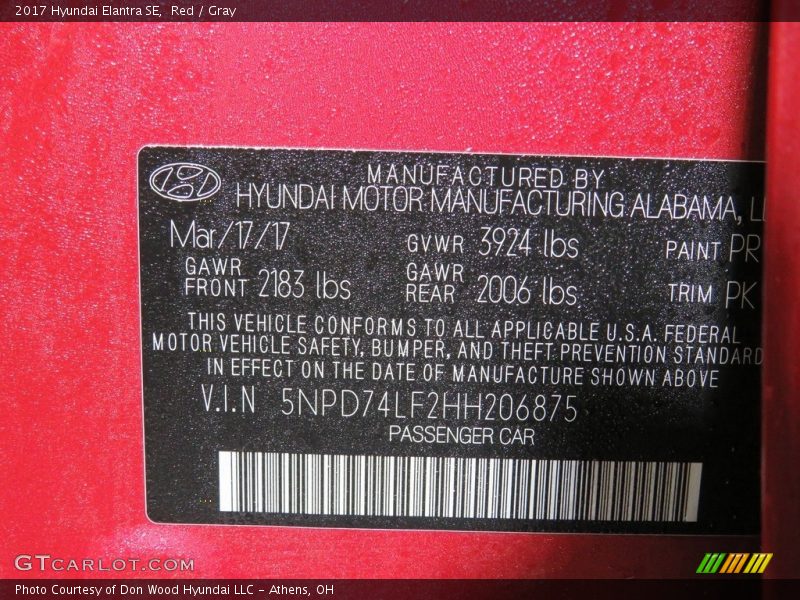 2017 Hyundai Elantra SE, Red / Gray
MANUFACTURED BY
HYUNDAI MOTOR MANUFACTURING ALABAMA, LL
Mar/17/17 GVWR 3924 lbs PAINT PR
GAWR FRONT 2183 lbs GAWR REAR 2006 lbs TRIM PK
THIS VEHICLE CONFORMS TO ALL APPLICABLE U.S.A. FEDERAL
MOTOR VEHICLE SAFETY, BUMPER, AND THEFT PREVENTION STANDARD
IN EFFECT ON THE DATE OF MANUFACTURE SHOWN ABOVE
V.I.N 5NPD74LF2HH206875
PASSENGER CAR
GTCARLOT.COM
Photo Courtesy of Don Wood Hyundai LLC - Athens, OH